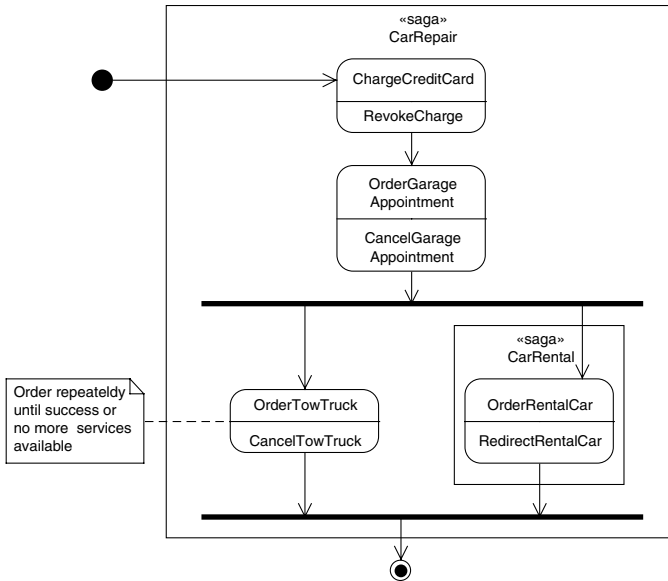 «saga»
CarRepair
ChargeCreditCard
RevokeCharge
OrderGarage
Appointment
CancelGarage
Appointment
«saga»
CarRental
Order repeateldy
until success or
no more services
available
OrderTowTruck
CancelTowTruck
OrderRentalCar
RedirectRentalCar